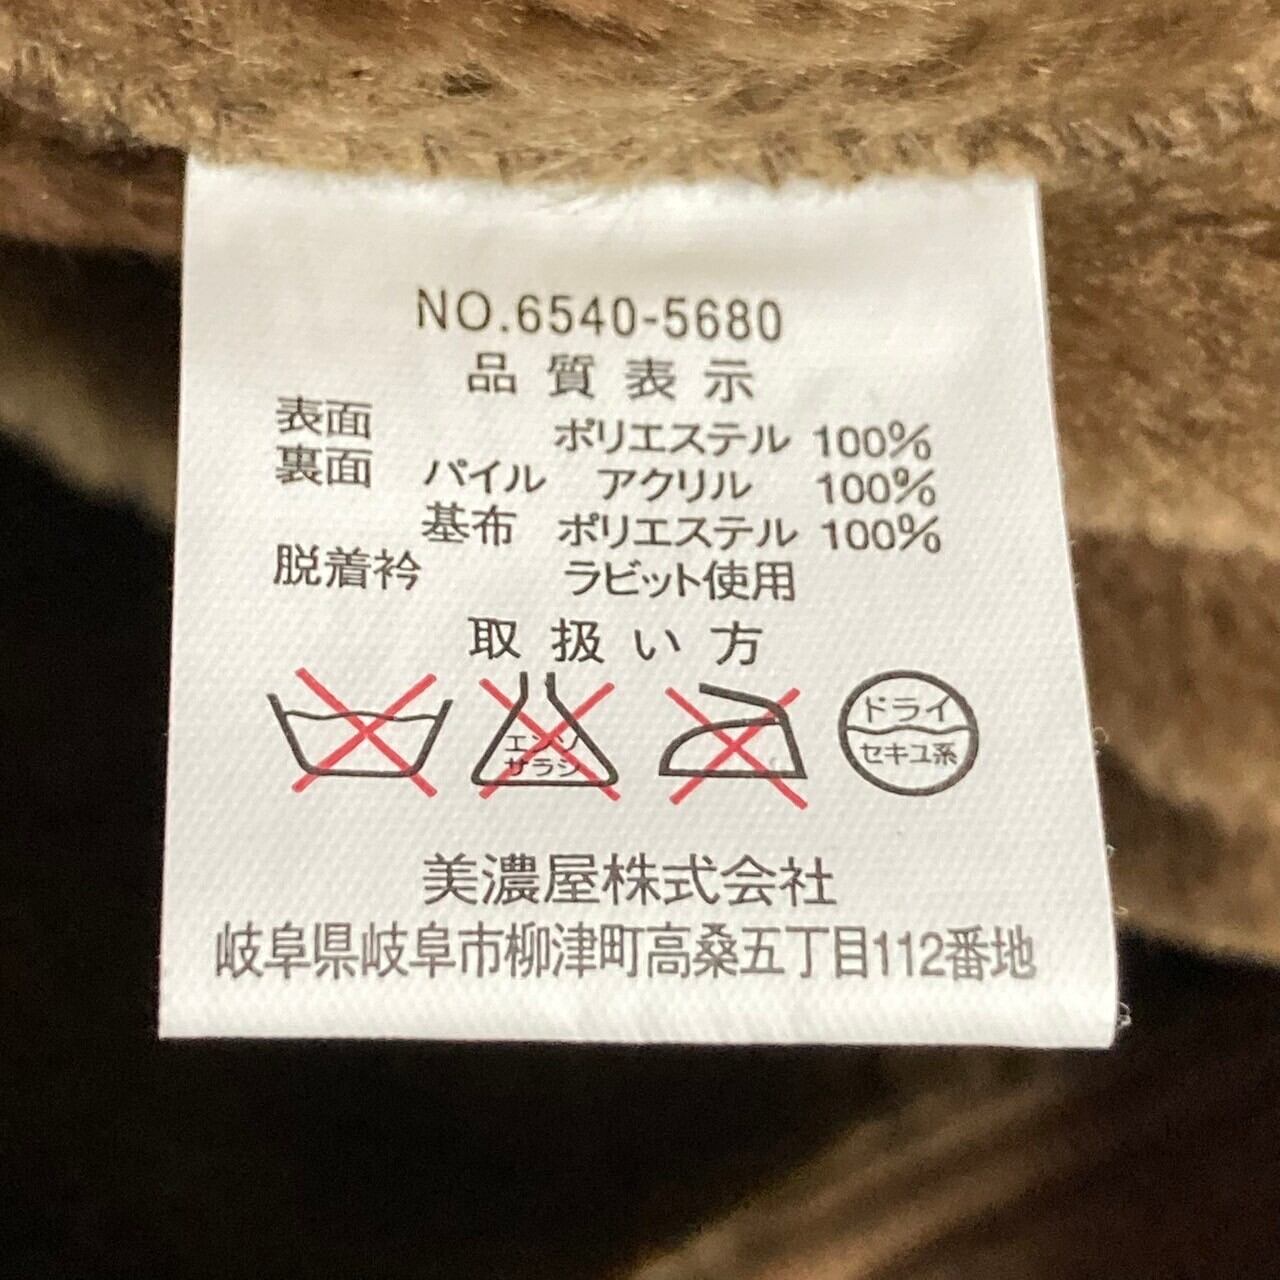 NO.6540-5680
品質表示
表面 ポリエステル 100%
裏面 パイル アクリル 100%
基布 ポリエステル 100%
脱着衿 ラビット使用
取扱い方
エンソ
サラシ
ドライ
セキユ系
美濃屋株式会社
岐阜県岐阜市柳津町高桑五丁目112番地